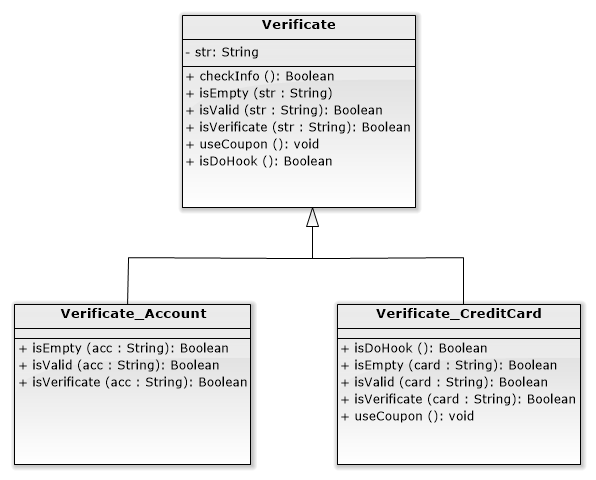 Verificate
- str: String
+ checkInfo (): Boolean
+ isEmpty (str : String)
+ isValid (str : String): Boolean
+ isVerificate (str : String): Boolean
+ useCoupon (): void
+ isDoHook (): Boolean
Verificate_Account
+ isEmpty (acc : String): Boolean
+ isValid (acc : String): Boolean
+ isVerificate (acc : String): Boolean
Verificate_CreditCard
+ isDoHook (): Boolean
+ isEmpty (card : String): Boolean
+ isValid (card : String): Boolean
+ isVerificate (card : String): Boolean
+ useCoupon (): void